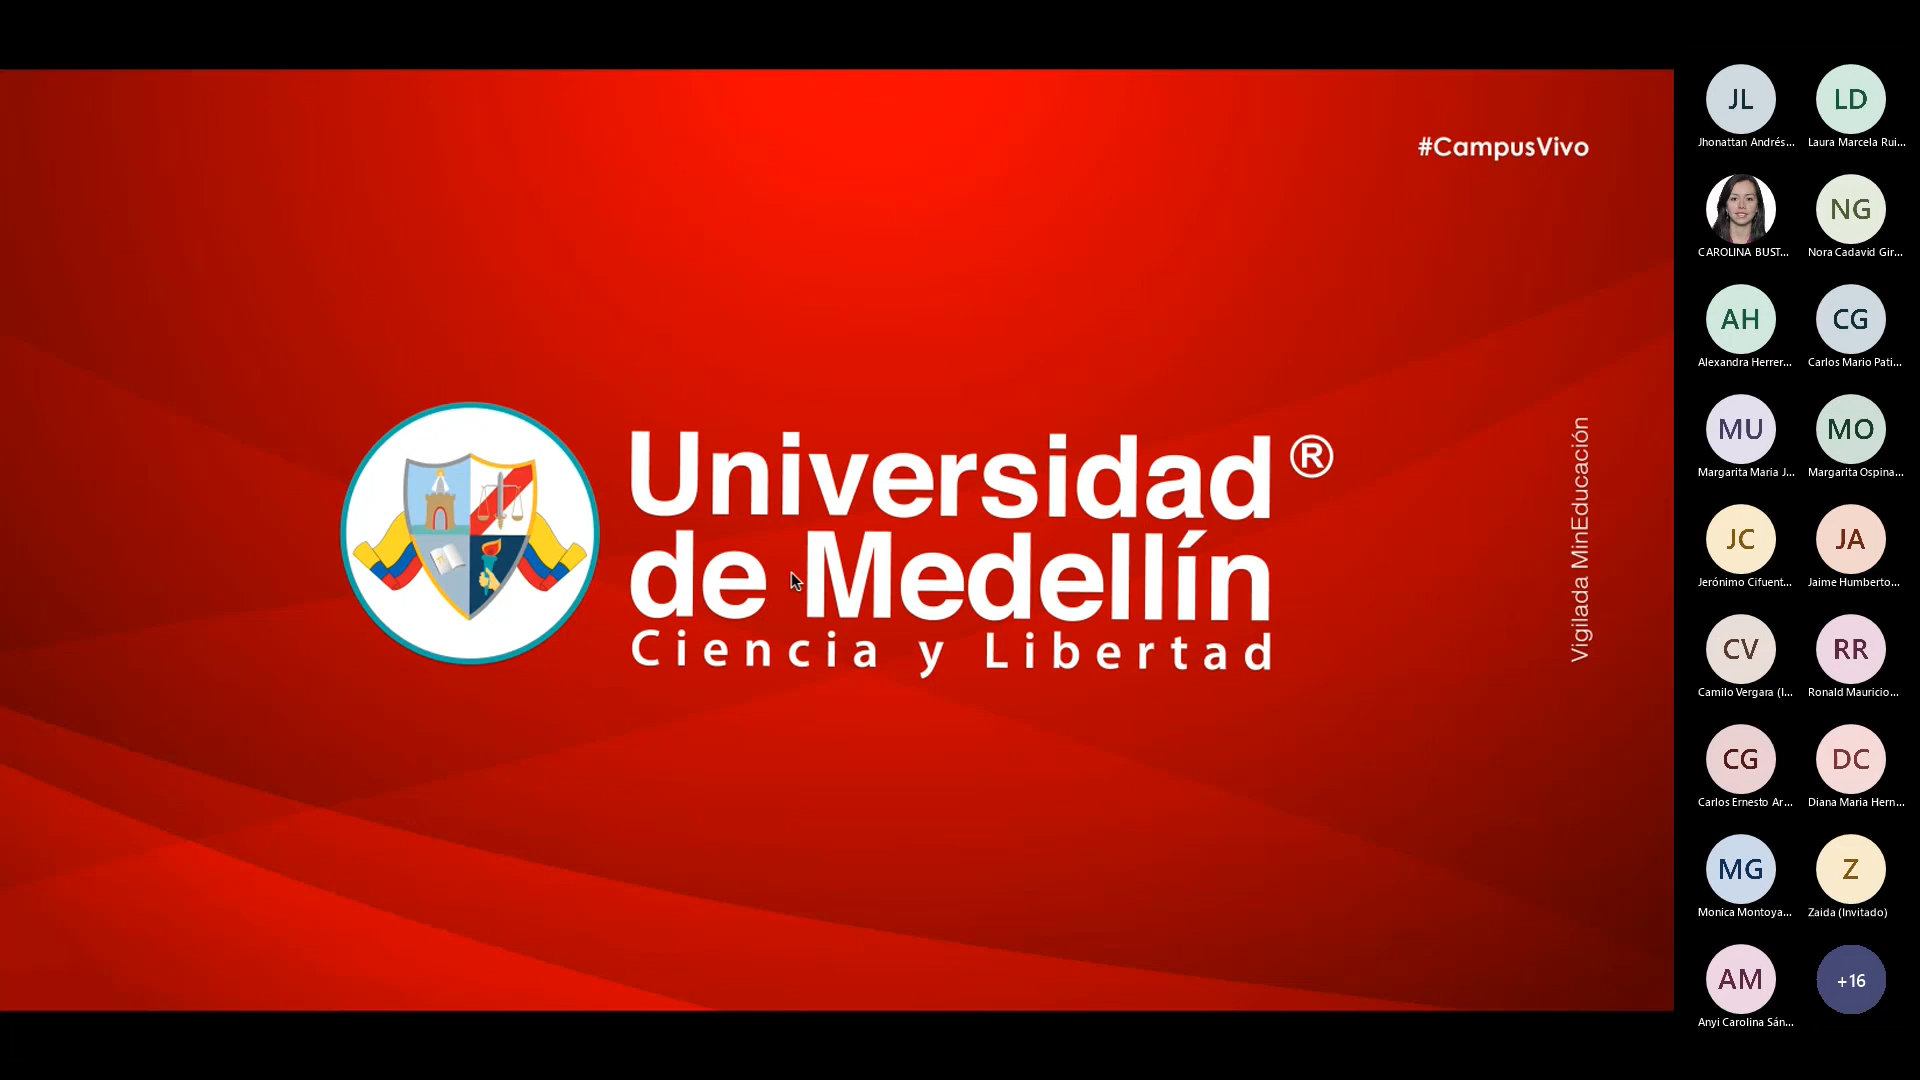 #CampusVivo
Universidad ®
de Medellín
Ciencia y Libertad
Vigilada MinEducación
JL
Jhonattan Andrés...
LD
Laura Marcela Rui...
CAROLINA BUST...
NG
Nora Cadavid Gir...
AH
Alexandra Herrer...
CG
Carlos Mario Pati...
MU
Margarita Maria J...
MO
Margarita Ospina...
JC
Jerónimo Cifuent...
JA
Jaime Humberto...
CV
Camilo Vergara (I...
RR
Ronald Mauricio...
CG
Carlos Ernesto Ar...
DC
Diana Maria Hern...
MG
Monica Montoya...
Z
Zaida (Invitado)
AM
Anyi Carolina Sán...
+16